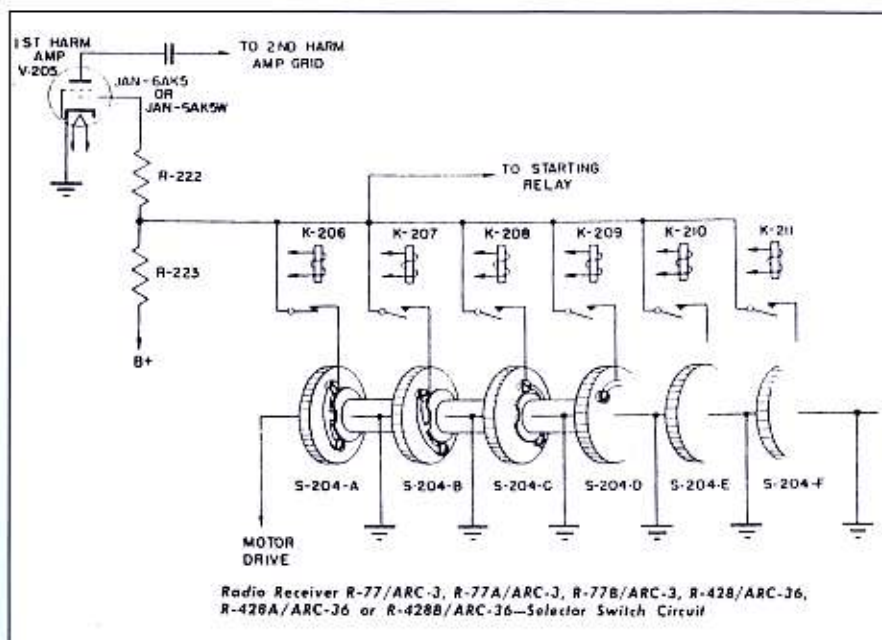 1ST HARM
AMP
V-205
TO 2ND HARM
AMP GRID
JAN-6AK5
OR
JAN-5AK5W
R-222
TO STARTING
RELAY
K-206
K-207
K-208
K-209
K-210
K-211
R-223
B+
S-204-A
S-204-B
S-204-C
S-204-D
S-204-E
S-204-F
MOTOR
DRIVE
Radio Receiver R-77/ARC-3, R-77A/ARC-3, R-77B/ARC-3, R-428/ARC-36,
R-428A/ARC-36 or R-428B/ARC-36—Selector Switch Circuit